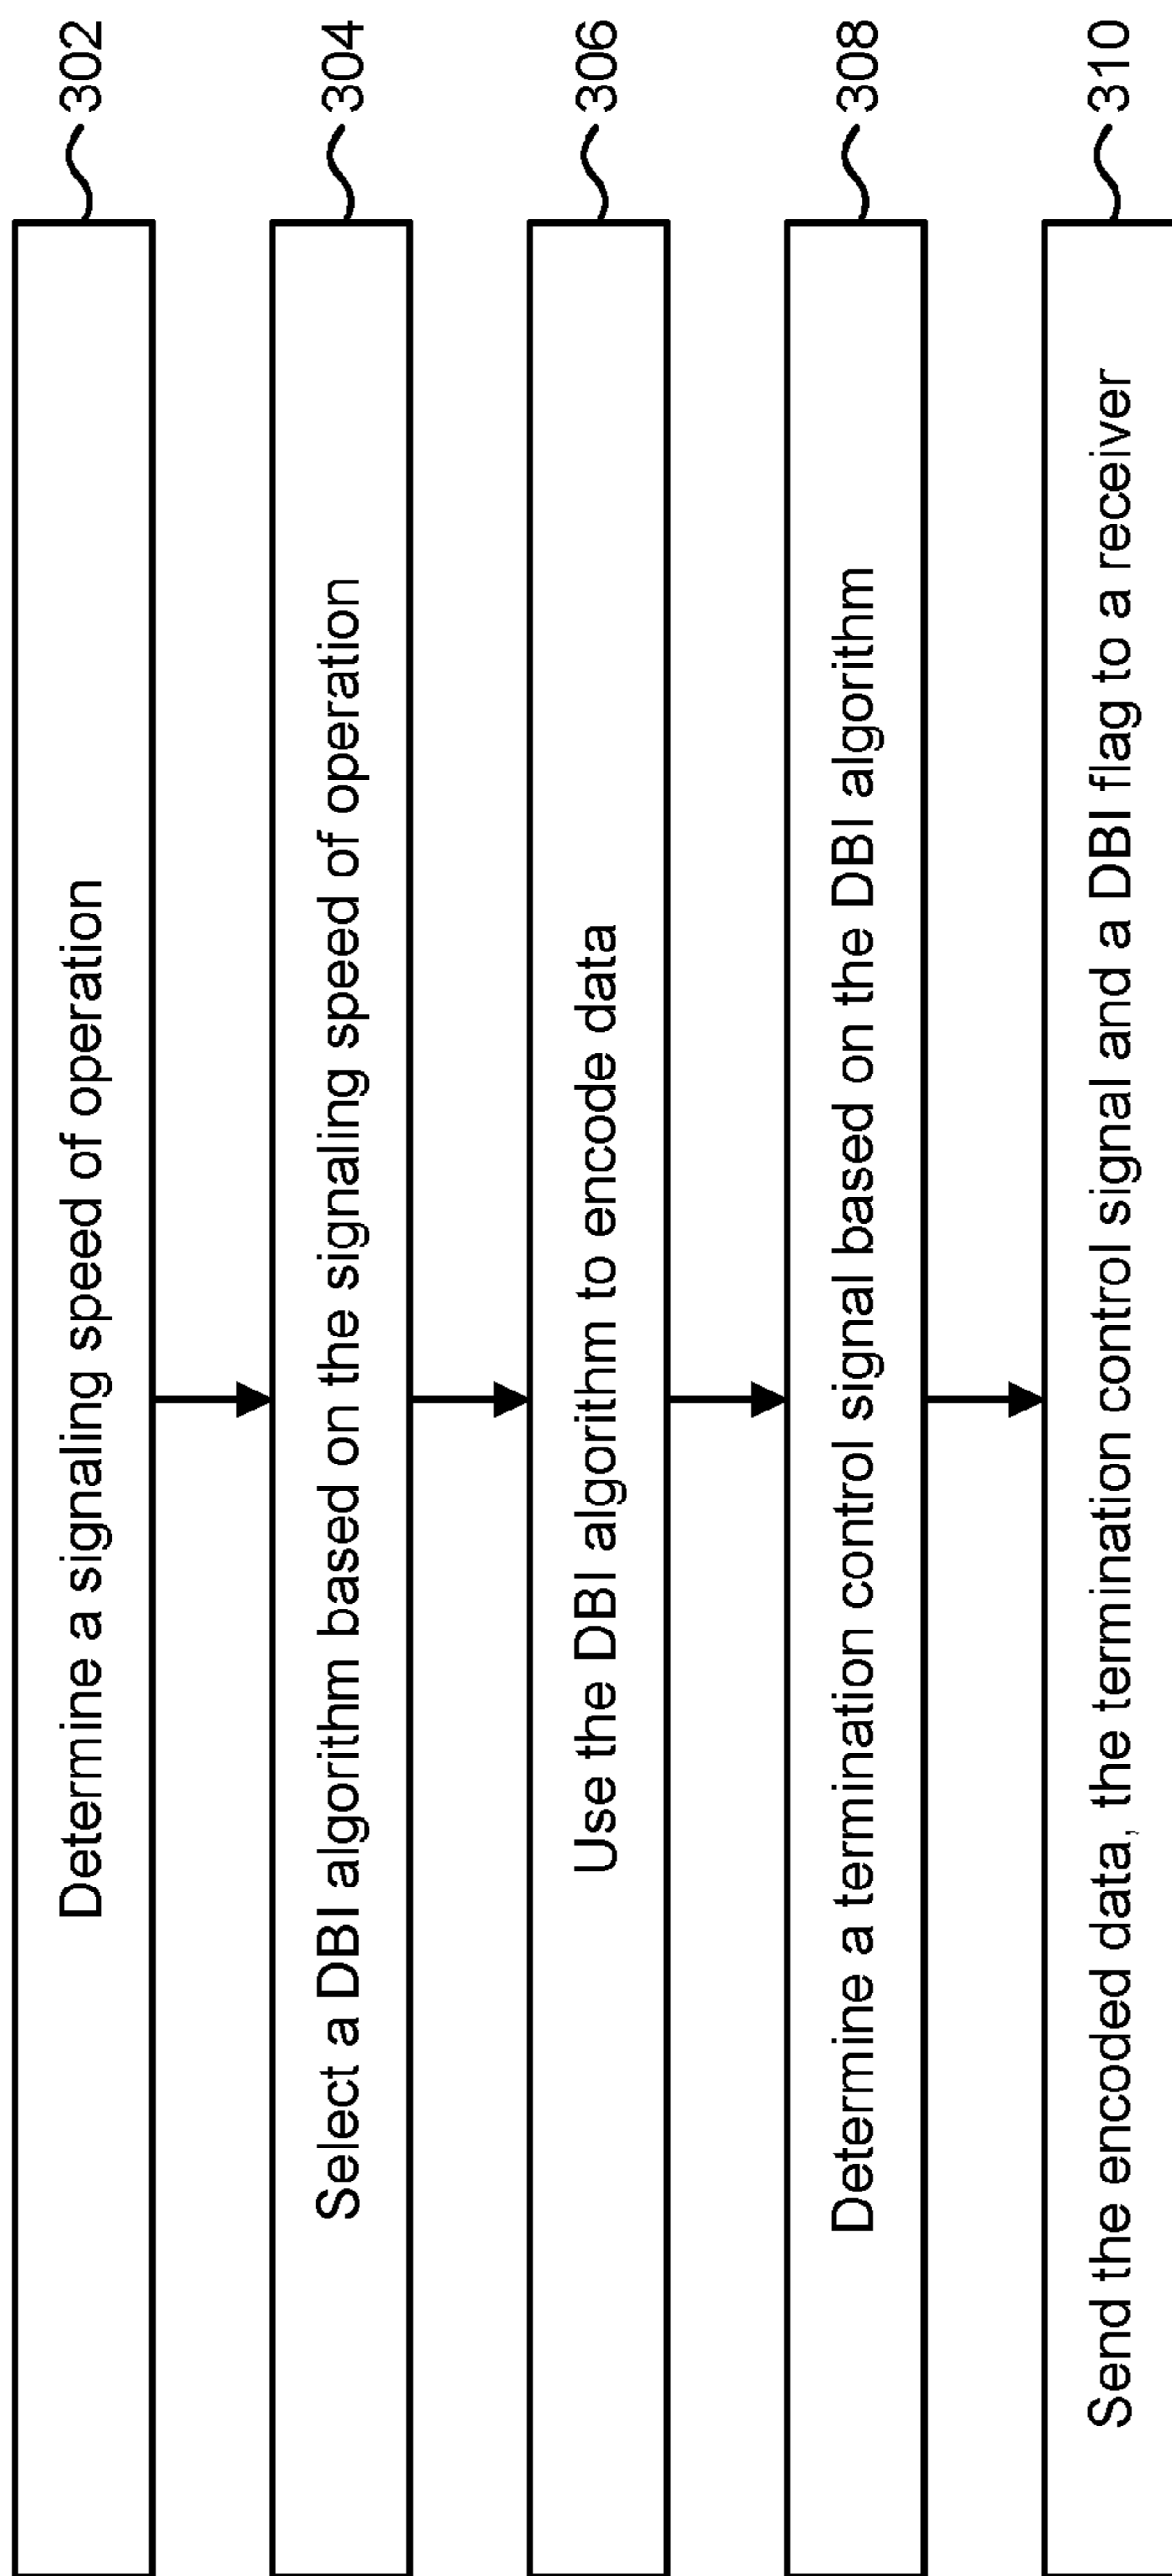 Determine a signaling speed of operation 302
Select a DBI algorithm based on the signaling speed of operation 304
Use the DBI algorithm to encode data 306
Determine a termination control signal based on the DBI algorithm 308
Send the encoded data, the termination control signal and a DBI flag to a receiver 310